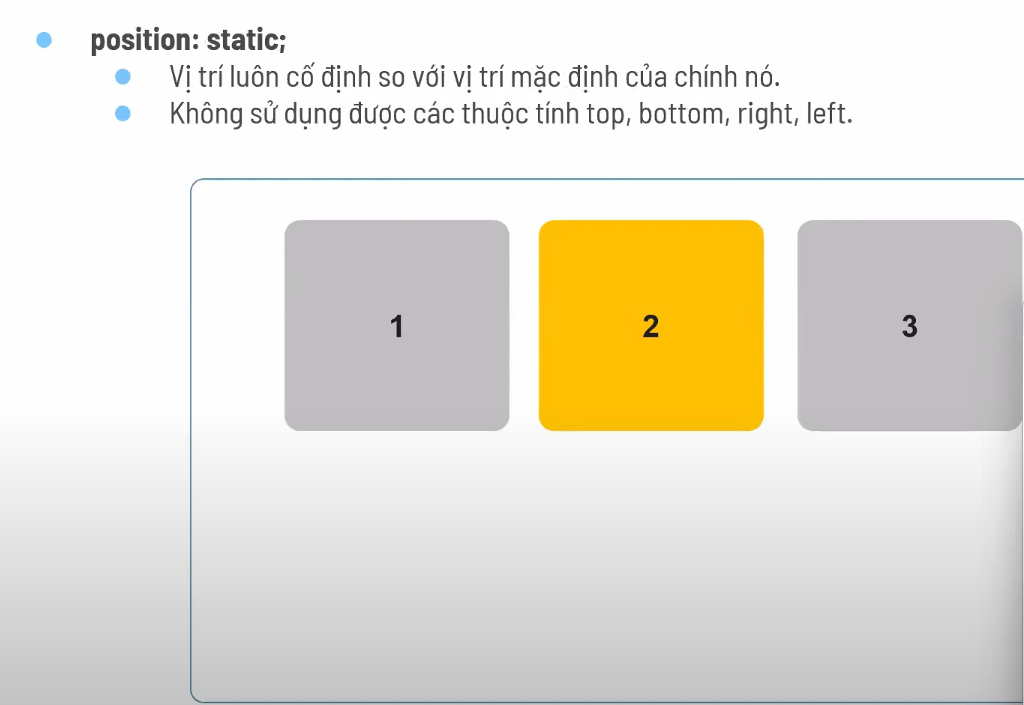 position: static;
Vị trí luôn cố định so với vị trí mặc định của chính nó.
Không sử dụng được các thuộc tính top, bottom, right, left.
1 2 3